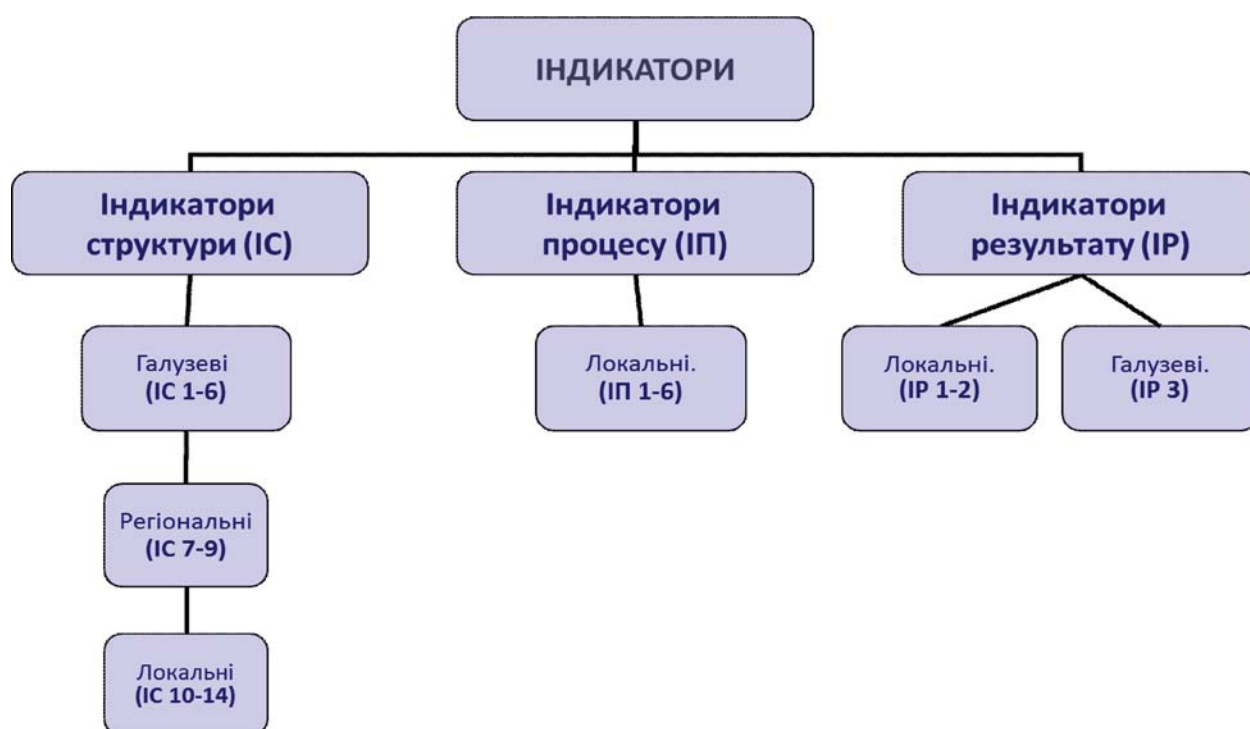 ІНДИКАТОРИ
Індикатори
структури (ІС)
Індикатори
процесу (ІП)
Індикатори
результату (ІР)
Галузеві
(ІС 1-6)
Локальні.
(ІП 1-6)
Локальні.
(ІР 1-2)
Галузеві.
(ІР 3)
Регіональні
(ІС 7-9)
Локальні
(ІС 10-14)